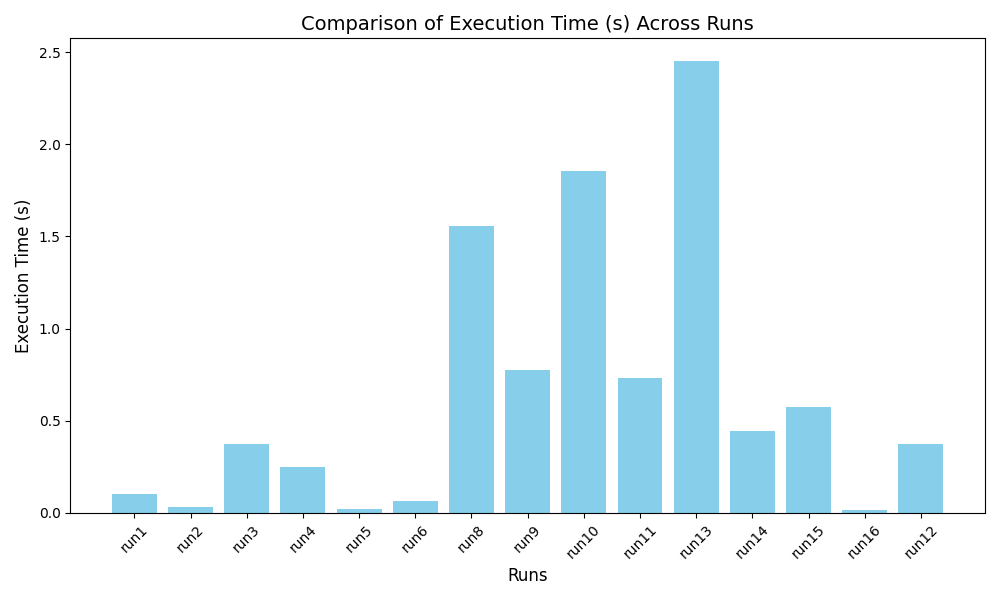 Comparison of Execution Time (s) Across Runs
Execution Time (s)
2.5
2.0
1.5
1.0
0.5
0.0
run1
run2
run3
run4
run5
run6
run8
run9
run10
run11
run13
run14
run15
run16
run12
Runs